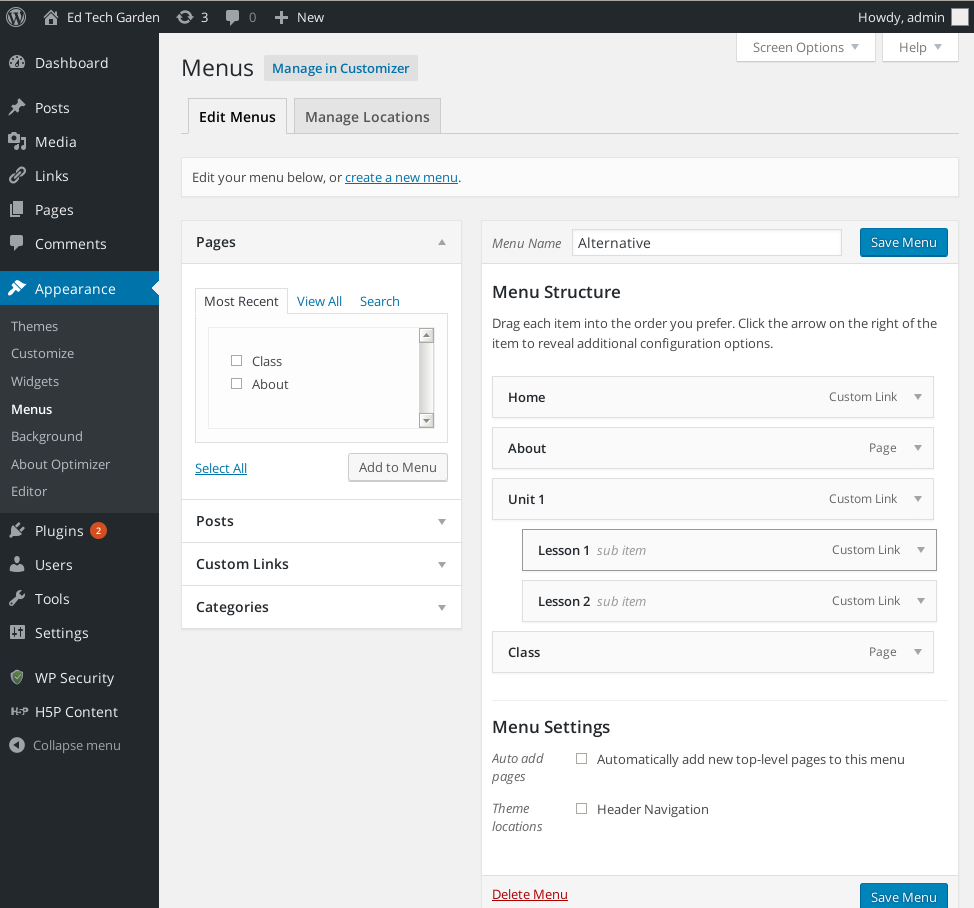 Ed Tech Garden 3 0 New Howdy, admin
Screen Options Help
Dashboard
Posts
Media
Links
Pages
Comments
Appearance
Themes
Customize
Widgets
Menus
Background
About Optimizer
Editor
Plugins 2
Users
Tools
Settings
WP Security
H-P H5P Content
Collapse menu
Menus Manage in Customizer
Edit Menus Manage Locations
Edit your menu below, or create a new menu.
Pages
Most Recent View All Search
Class
About
Select All Add to Menu
Posts
Custom Links
Categories
Menu Name Alternative Save Menu
Menu Structure
Drag each item into the order you prefer. Click the arrow on the right of the
item to reveal additional configuration options.
Home Custom Link
About Page
Unit 1 Custom Link
Lesson 1 sub item Custom Link
Lesson 2 sub item Custom Link
Class Page
Menu Settings
Auto add
pages
Automatically add new top-level pages to this menu
Theme
locations
Header Navigation
Delete Menu Save Menu